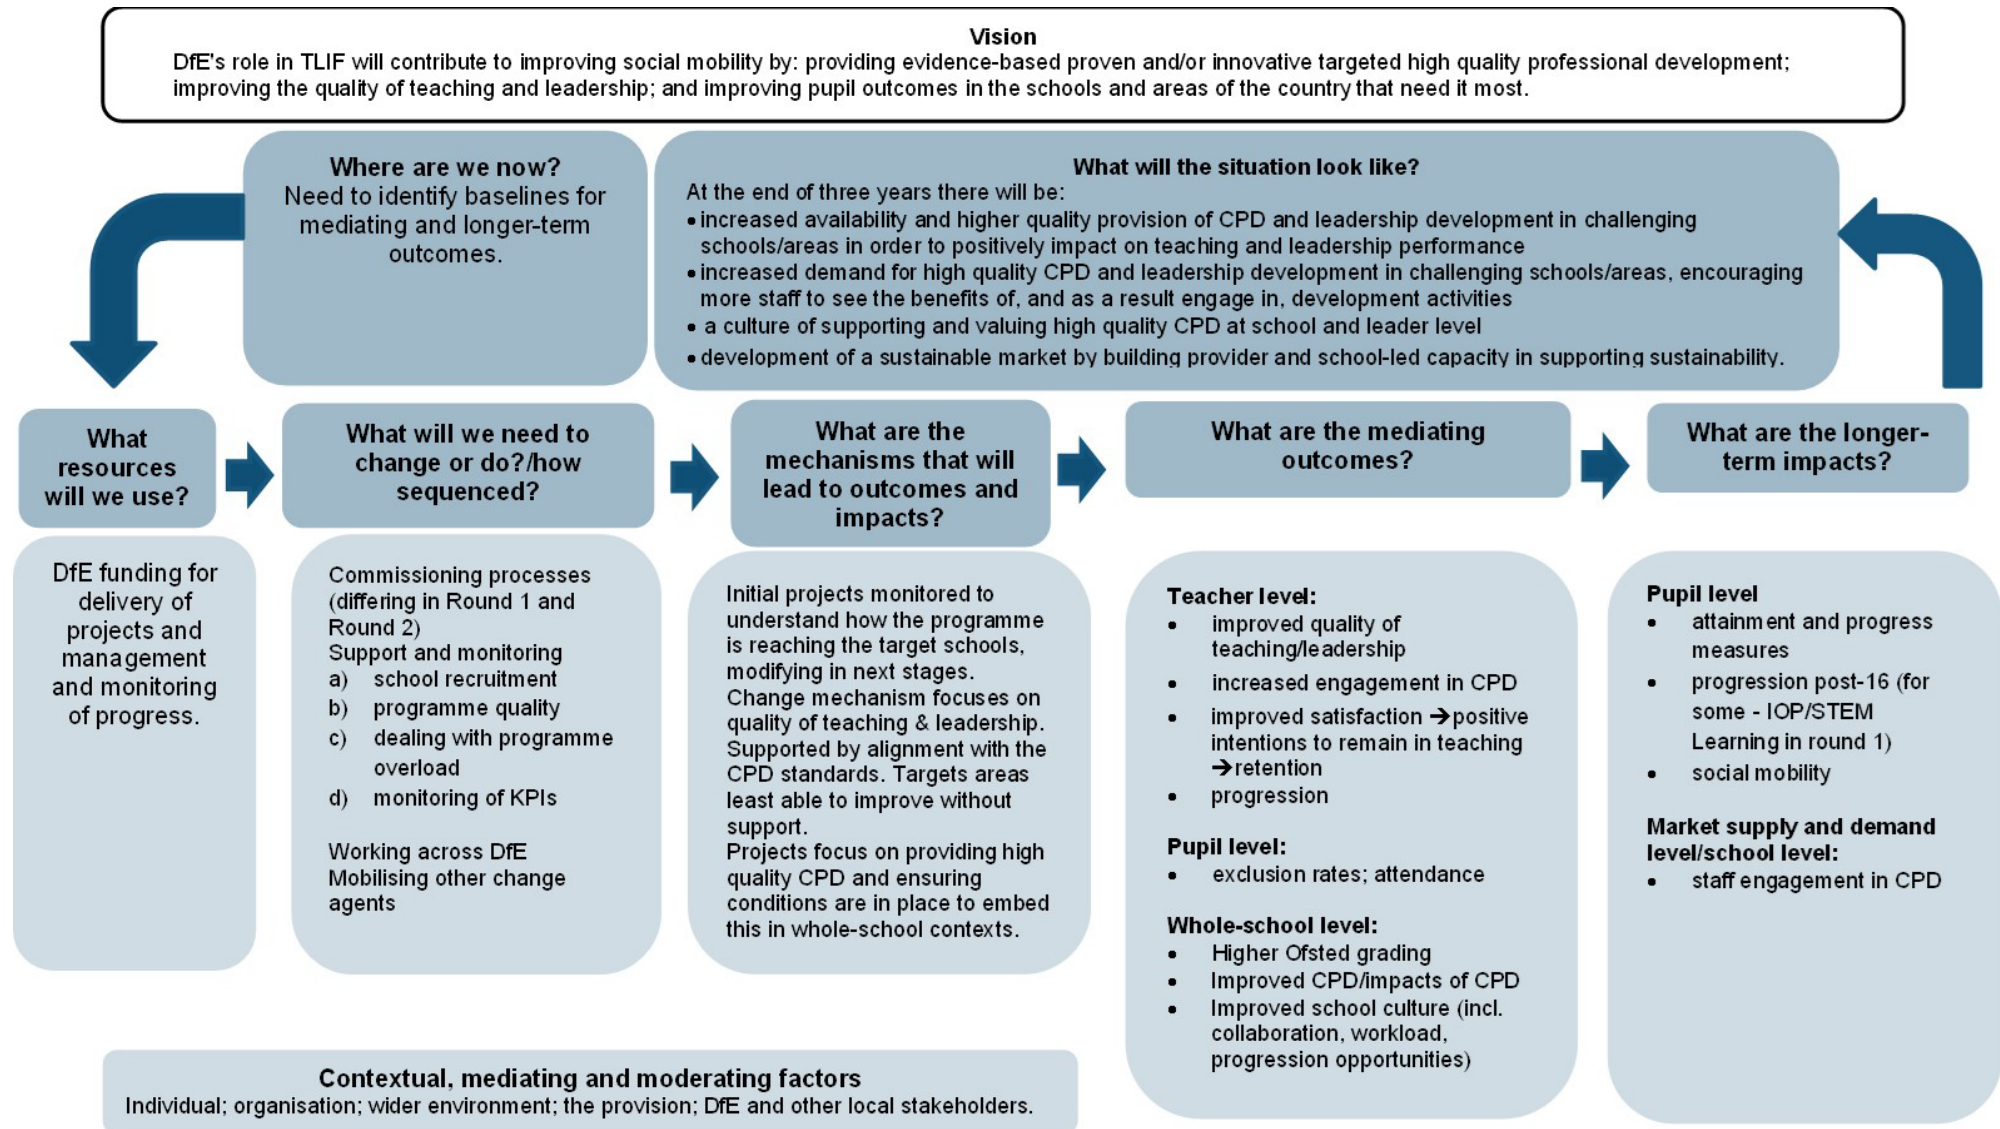 Vision
DfE's role in TLIF will contribute to improving social mobility by: providing evidence-based proven and/or innovative targeted high quality professional development;
improving the quality of teaching and leadership; and improving pupil outcomes in the schools and areas of the country that need it most.
Where are we now?
Need to identify baselines for
mediating and longer-term
outcomes.
What will the situation look like?
At the end of three years there will be:
• increased availability and higher quality provision of CPD and leadership development in challenging
schools/areas in order to positively impact on teaching and leadership performance
• increased demand for high quality CPD and leadership development in challenging schools/areas, encouraging
more staff to see the benefits of, and as a result engage in, development activities
• a culture of supporting and valuing high quality CPD at school and leader level
• development of a sustainable market by building provider and school-led capacity in supporting sustainability.
What
resources
will we use?
What will we need to
change or do?/how
sequenced?
What are the
mechanisms that will
lead to outcomes and
impacts?
What are the mediating
outcomes?
What are the longer-
term impacts?
DfE funding for
delivery of
projects and
management
and monitoring
of progress.
Commissioning processes
(differing in Round 1 and
Round 2)
Support and monitoring
a) school recruitment
b) programme quality
c) dealing with programme
overload
d) monitoring of KPIs
Working across DfE
Mobilising other change
agents
Initial projects monitored to
understand how the programme
is reaching the target schools,
modifying in next stages.
Change mechanism focuses on
quality of teaching & leadership.
Supported by alignment with the
CPD standards. Targets areas
least able to improve without
support.
Projects focus on providing high
quality CPD and ensuring
conditions are in place to embed
this in whole-school contexts.
Teacher level:
• improved quality of
teaching/leadership
• increased engagement in CPD
• improved satisfaction ➔positive
intentions to remain in teaching
➔retention
• progression
Pupil level:
• exclusion rates; attendance
Whole-school level:
• Higher Ofsted grading
• Improved CPD/impacts of CPD
• Improved school culture (incl.
collaboration, workload,
progression opportunities)
Pupil level
• attainment and progress
measures
• progression post-16 (for
some - IOP/STEM
Learning in round 1)
• social mobility
Market supply and demand
level/school level:
• staff engagement in CPD
Contextual, mediating and moderating factors
Individual; organisation; wider environment; the provision; DfE and other local stakeholders.